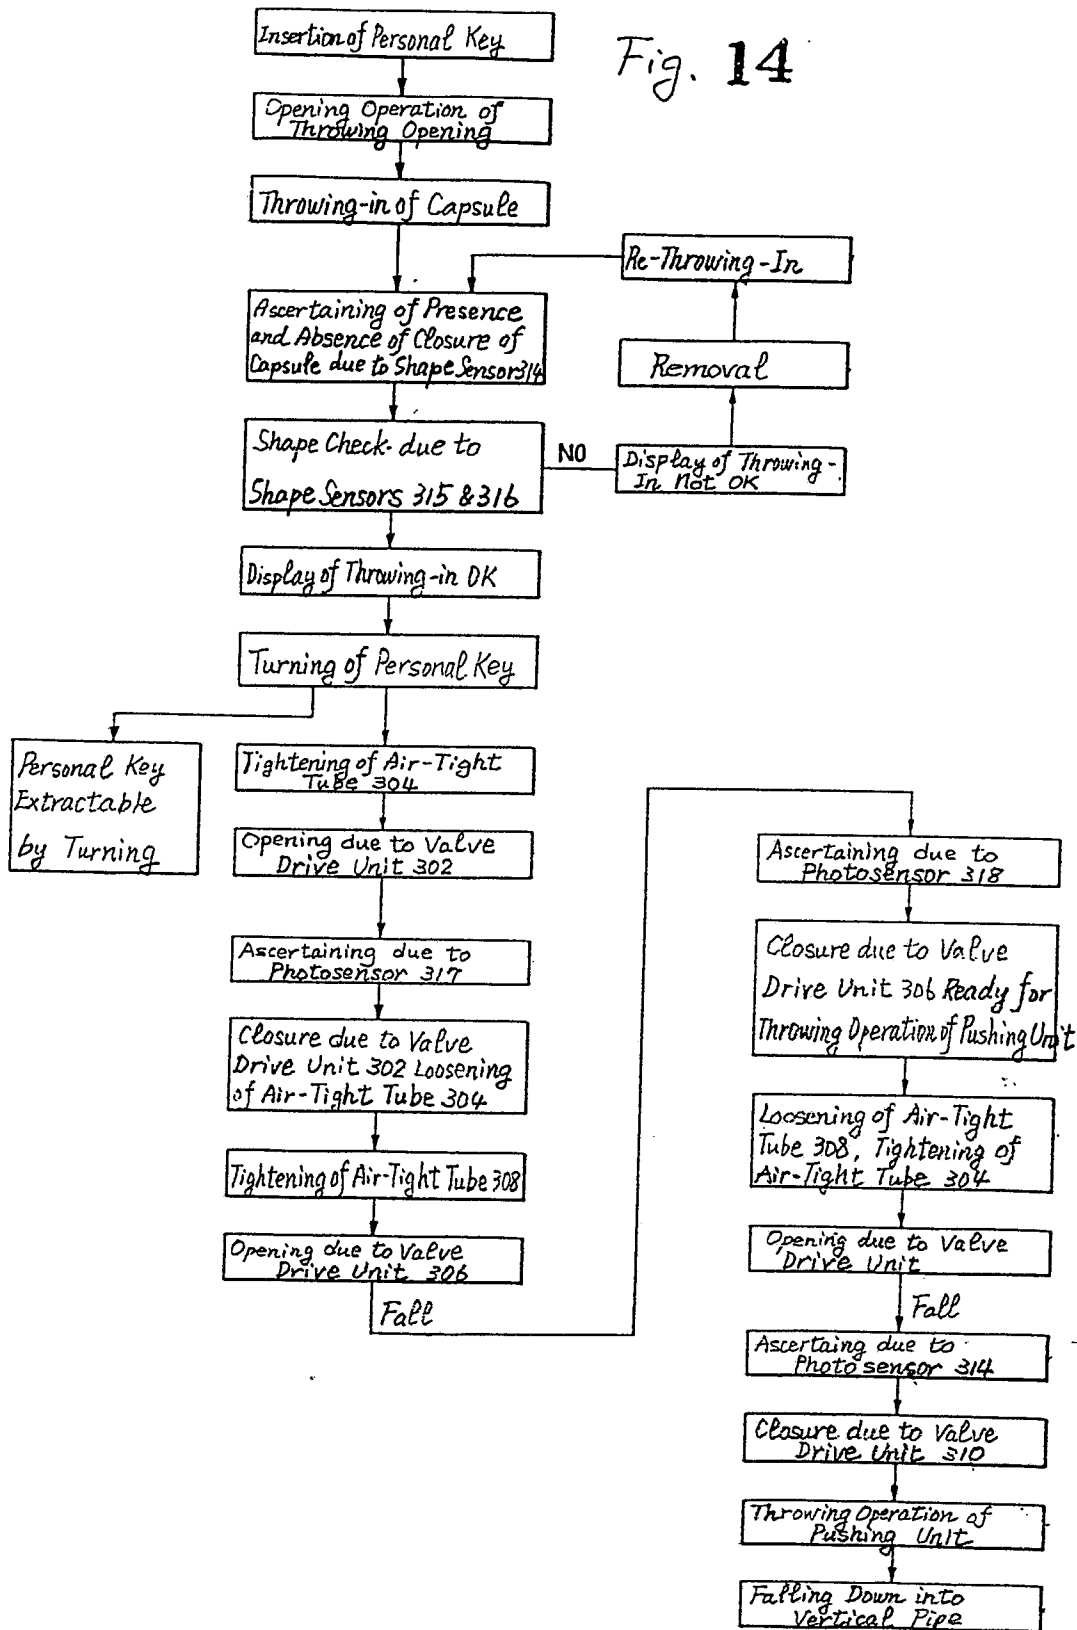 Fig. 14
Insertion of Personal Key
Opening Operation of
Throwing Opening
Throwing-in of Capsule
Re-Throwing-In
Ascertaining of Presence
and Absence of Closure of
Capsule due to Shape Sensor 314
Removal
Shape Check due to
Shape Sensors 315 & 316
NO
Display of Throwing-
In Not OK
Display of Throwing-in OK
Turning of Personal Key
Personal Key
Extractable
by Turning
Tightening of Air-Tight
Tube 304
Opening due to Valve
Drive Unit 302
Ascertaining due to
Photosensor 317
Closure due to Valve
Drive Unit 302 Loosening
of Air-Tight Tube 304
Tightening of Air-Tight Tube 308
Opening due to Valve
Drive Unit 306
Fall
Ascertaining due to
Photosensor 318
Closure due to Valve
Drive Unit 306 Ready for
Throwing Operation of Pushing Unit
Loosening of Air-Tight
Tube 308, Tightening of
Air-Tight Tube 304
Opening due to Valve
Drive Unit
Fall
Ascertaing due to
Photosensor 314
Closure due to Valve
Drive Unit 310
Throwing Operation of
Pushing Unit
Falling Down into
Vertical Pipe